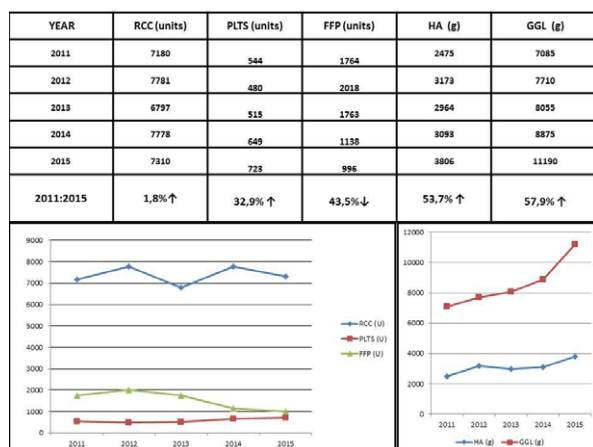 YEAR RCC (units) PLTS (units) FFP (units) HA (g) GGL (g)
2011 7180 544 1764 2475 7085
2012 7781 480 2018 3173 7710
2013 6797 515 1763 2964 8055
2014 7778 649 1138 3093 8875
2015 7310 723 996 3806 11190
2011:2015 1,8%↑ 32,9% ↑ 43,5%↓ 53,7% ↑ 57,9% ↑
9000
8000
7000
6000
5000
4000
3000
2000
1000
0
2011 2012 2013 2014 2015
RCC (U)
PLTS (U)
FFP (U)
12000
10000
8000
6000
4000
2000
0
2011 2012 2013 2014 2015
HA (g) GGL (g)